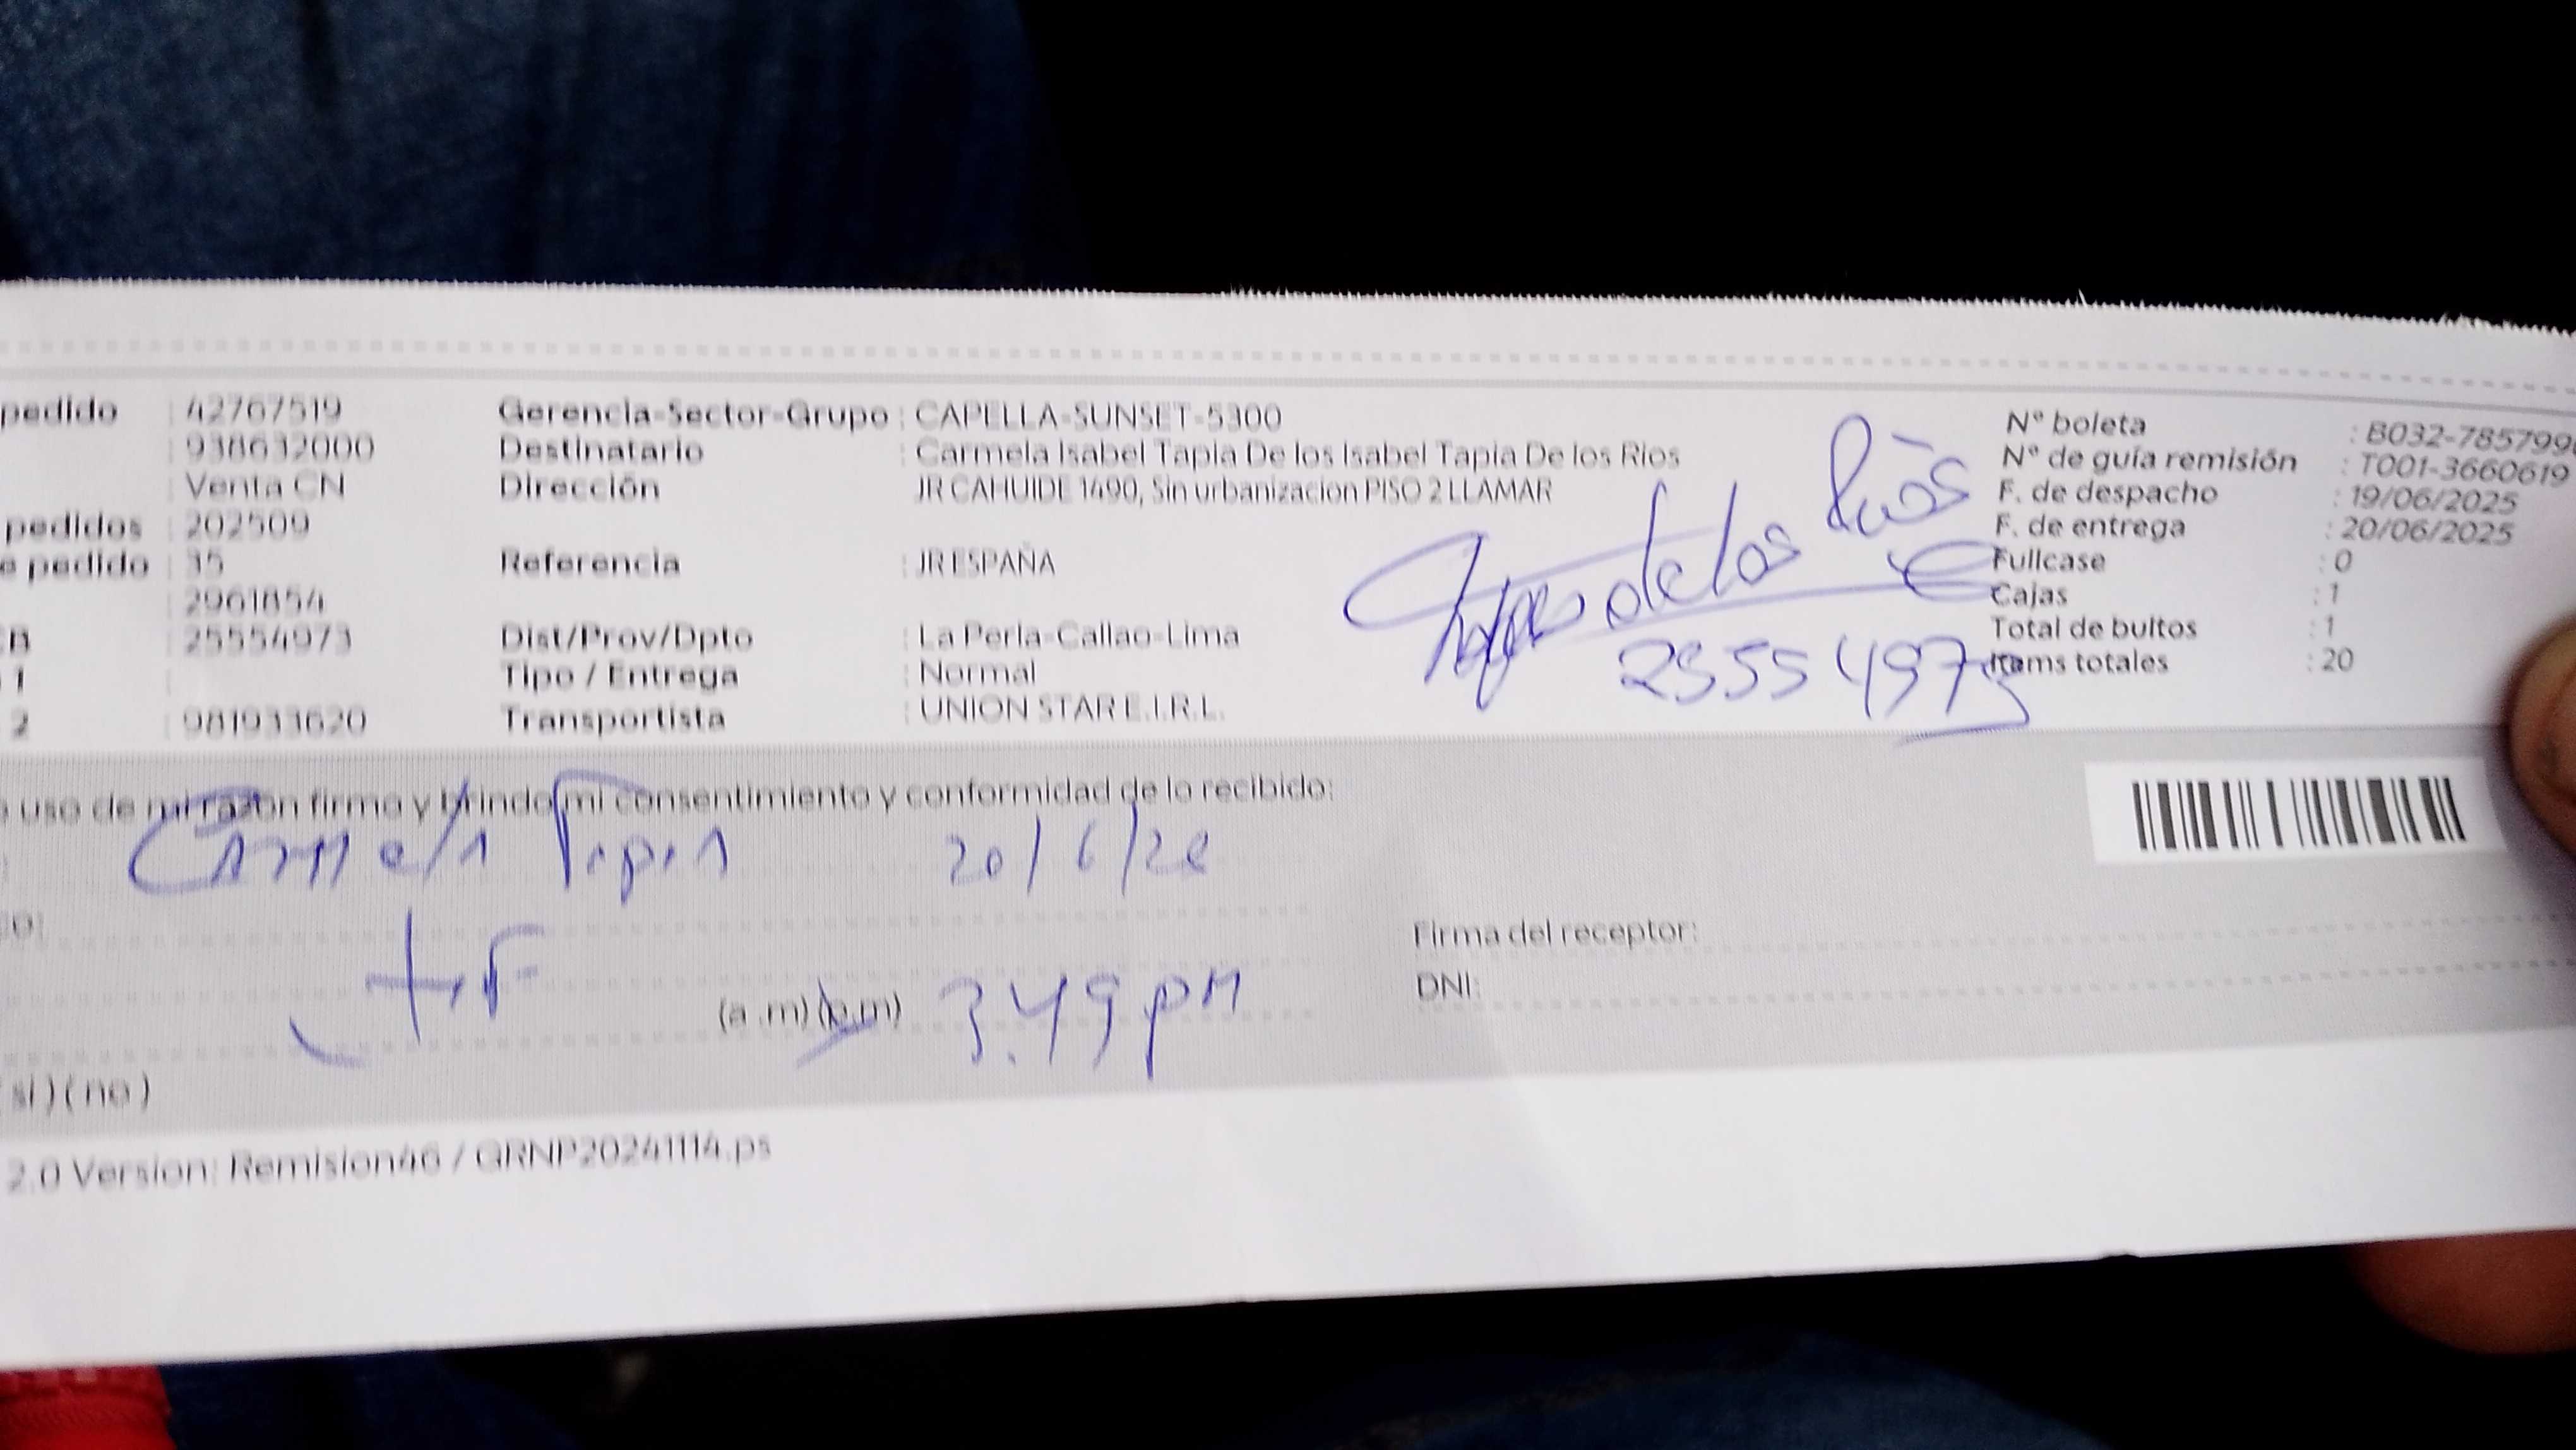 pedido : 42767519 Gerencia-Sector-Grupo : CAPELLA-SUNSET-5300 N° boleta : B032-785799
: 938632000 Destinatario : Carmela Isabel Tapia De los Isabel Tapia De los Rios N° de guía remisión : T001-3660619
: Venta CN Dirección JR CAHUIDE 1490, Sin urbanizacion PISO 2 LLAMAR F. de despacho : 19/06/2025
pedidos : 202509 F. de entrega : 20/06/2025
e pedido : 35 Referencia : JR ESPAÑA Fullcase : 0
: 2961854 Cajas : 1
CB 25554973 Dist/Prov/Dpto : La Perla-Callao-Lima Total de bultos : 1
1 : Tipo / Entrega : Normal Items totales : 20
2 : 981933620 Transportista : UNION STAR E.I.R.L.
de los Rios
25554973
o uso de mi razón firmo y brindo mi consentimiento y conformidad de lo recibido:
Carmela Tapia 20/6/
Firma del receptor:
DNI:
(a .m) (p.m) 3.49 pm
( si ) ( no )
2.0 Version: Remision46 / GRNP20241114.ps